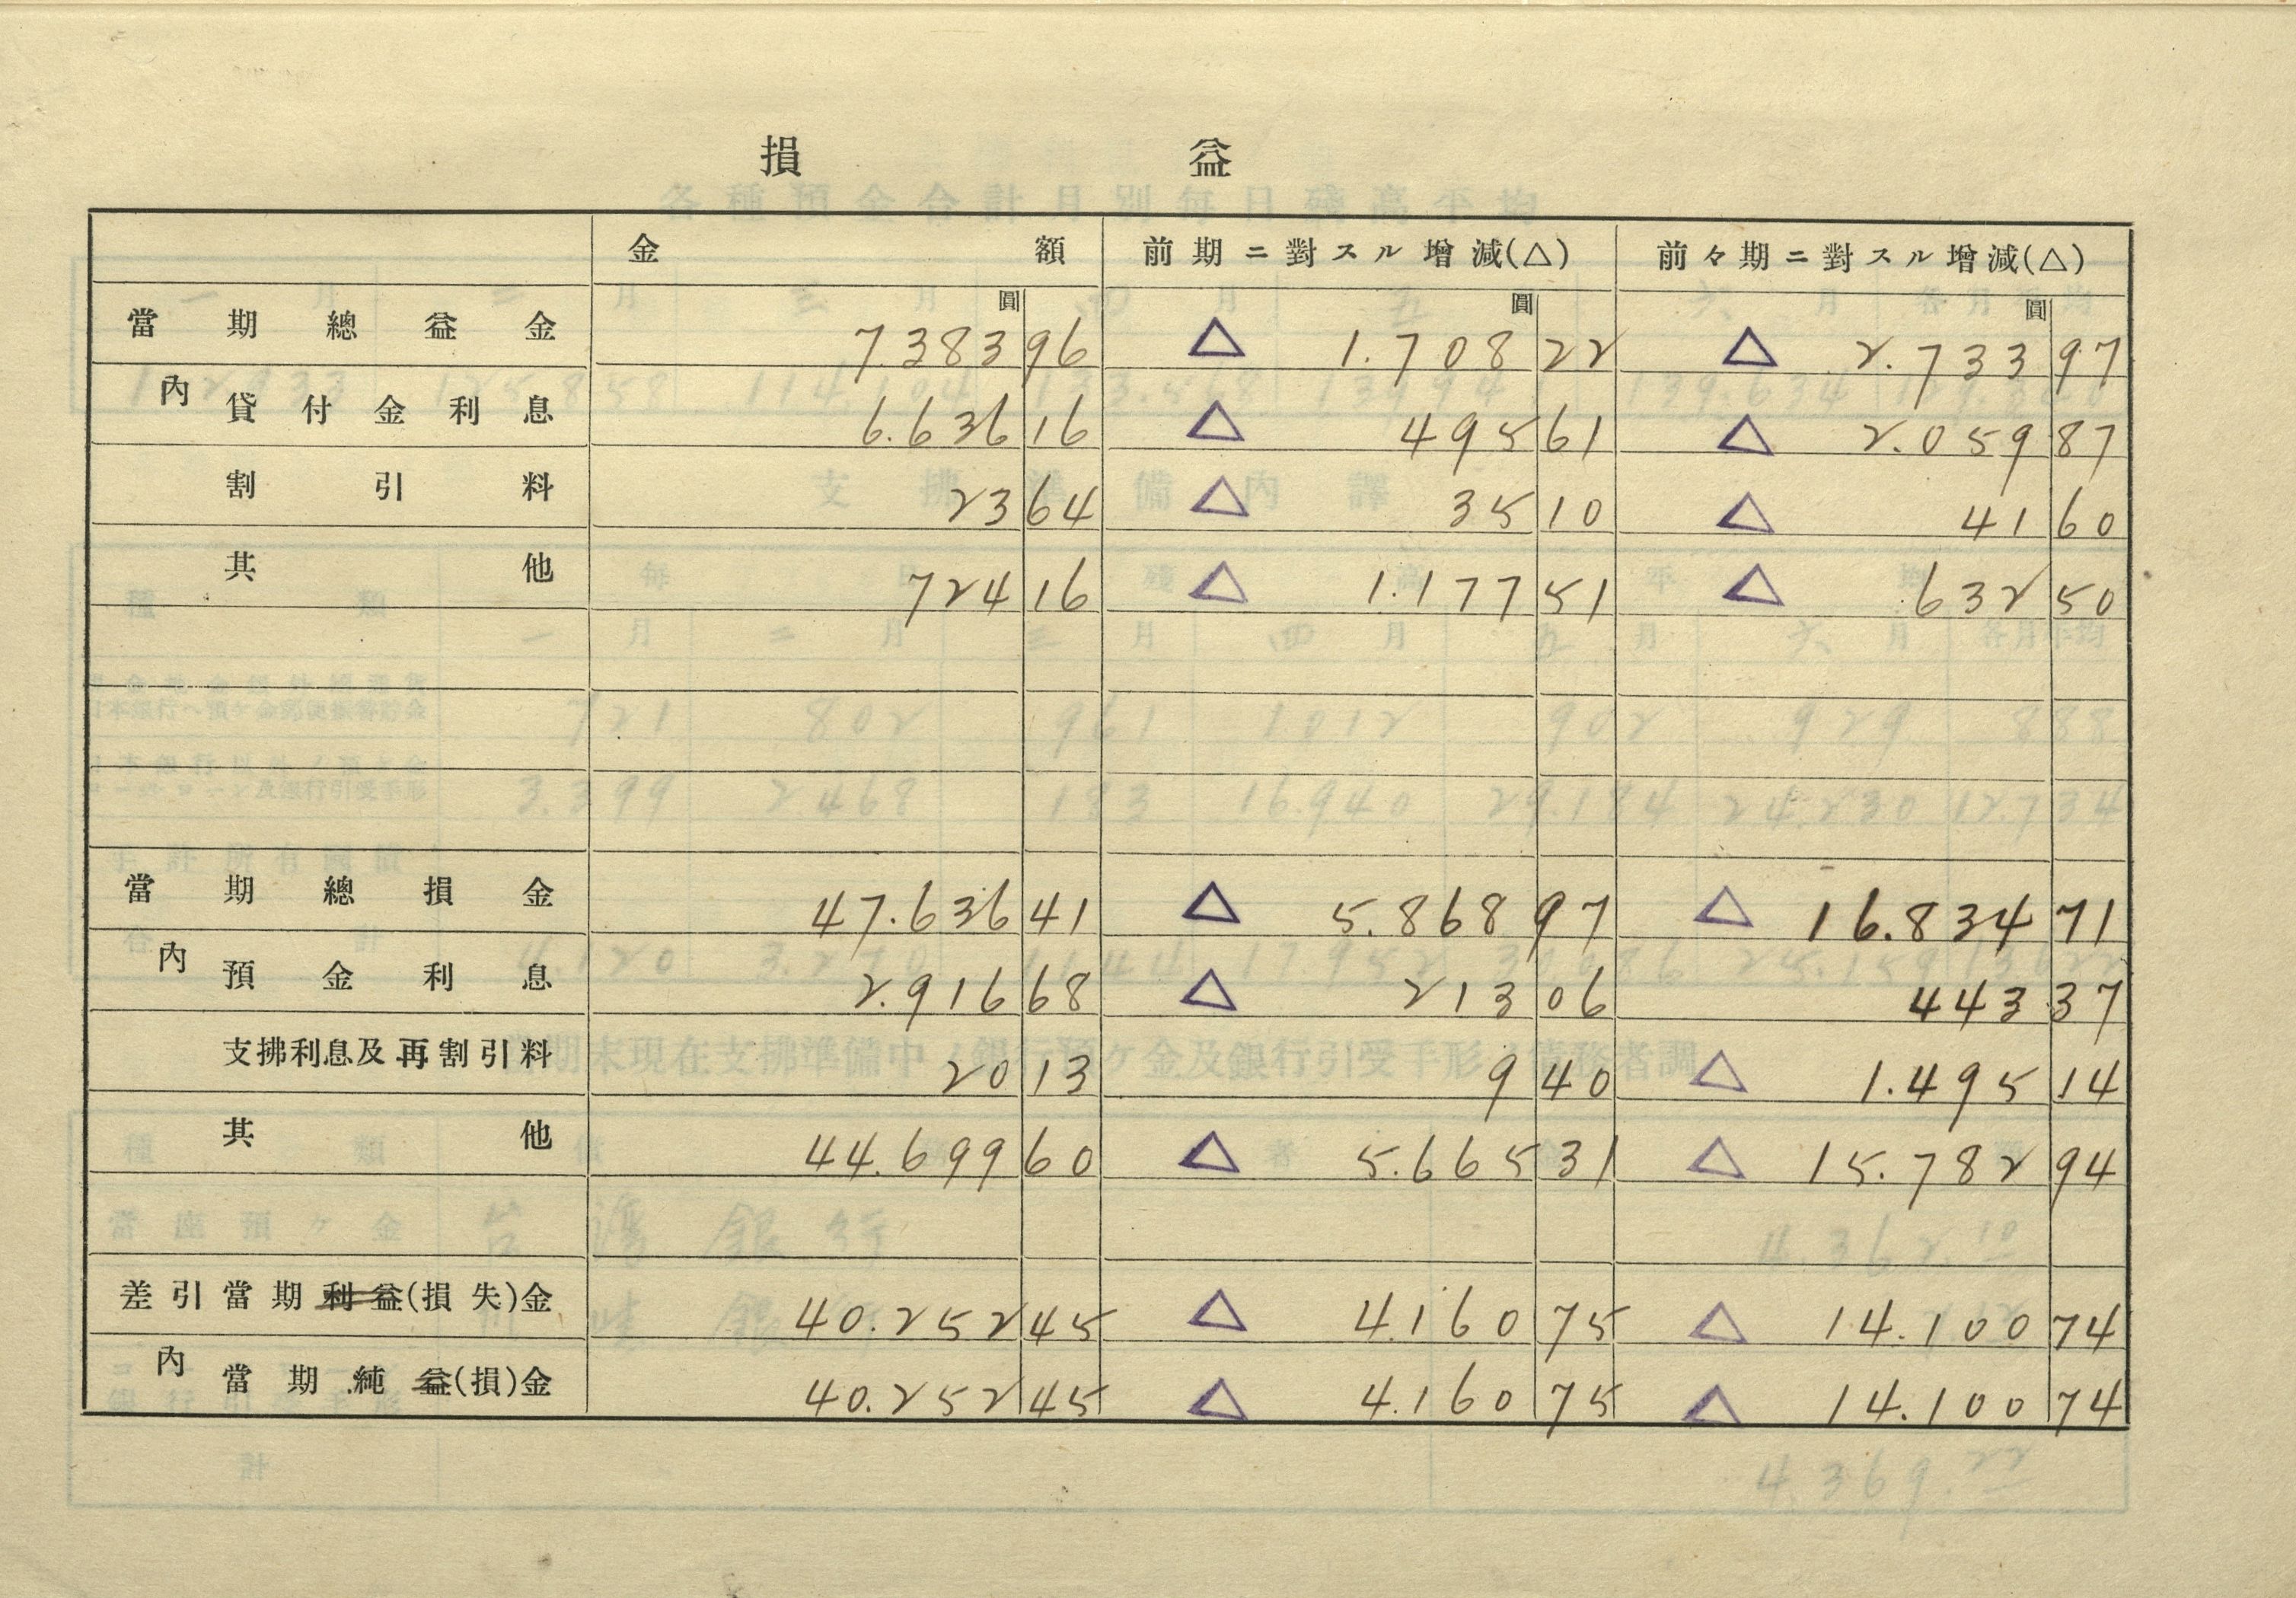 損益
金額 前期ニ對スル增減(△) 前々期ニ對スル增減(△)
圓 圓 圓
當期總益金 7.383 96 △ 1.708 22 △ 2.733 97
內 貸付金利息 6.636 16 △ 495 61 △ 2.059 87
割引料 23 64 △ 35 10 △ 41 60
其他 724 16 △ 1.177 51 △ 632 50
當期總損金 47.636 41 △ 5.868 97 △ 16.834 71
內 預金利息 2.916 68 △ 213 06 443 37
支拂利息及再割引料 20 13 9 40 △ 1.495 14
其他 44.699 60 △ 5.665 31 △ 15.782 94
差引當期利益(損失)金 40.252 45 △ 4.160 75 △ 14.100 74
內 當期純益(損)金 40.252 45 △ 4.160 75 △ 14.100 74